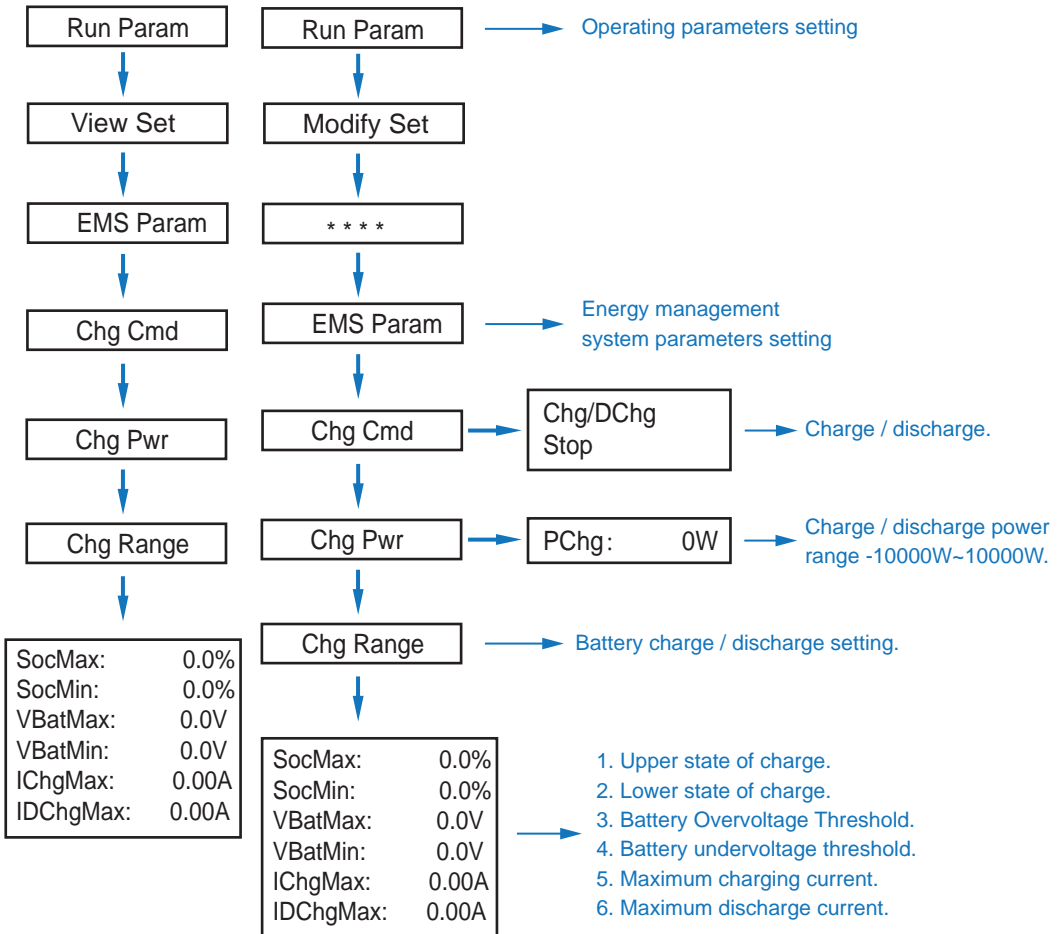 Run Param
View Set
EMS Param
Chg Cmd
Chg Pwr
Chg Range
SocMax: 0.0%
SocMin: 0.0%
VBatMax: 0.0V
VBatMin: 0.0V
IChgMax: 0.00A
IDChgMax: 0.00A
Run Param
Operating parameters setting
Modify Set
* * * *
EMS Param
Energy management
system parameters setting
Chg Cmd
Chg/DChg
Stop
Charge / discharge.
Chg Pwr
PChg: 0W
Charge / discharge power
range -10000W~10000W.
Chg Range
Battery charge / discharge setting.
SocMax: 0.0%
SocMin: 0.0%
VBatMax: 0.0V
VBatMin: 0.0V
IChgMax: 0.00A
IDChgMax: 0.00A
1. Upper state of charge.
2. Lower state of charge.
3. Battery Overvoltage Threshold.
4. Battery undervoltage threshold.
5. Maximum charging current.
6. Maximum discharge current.